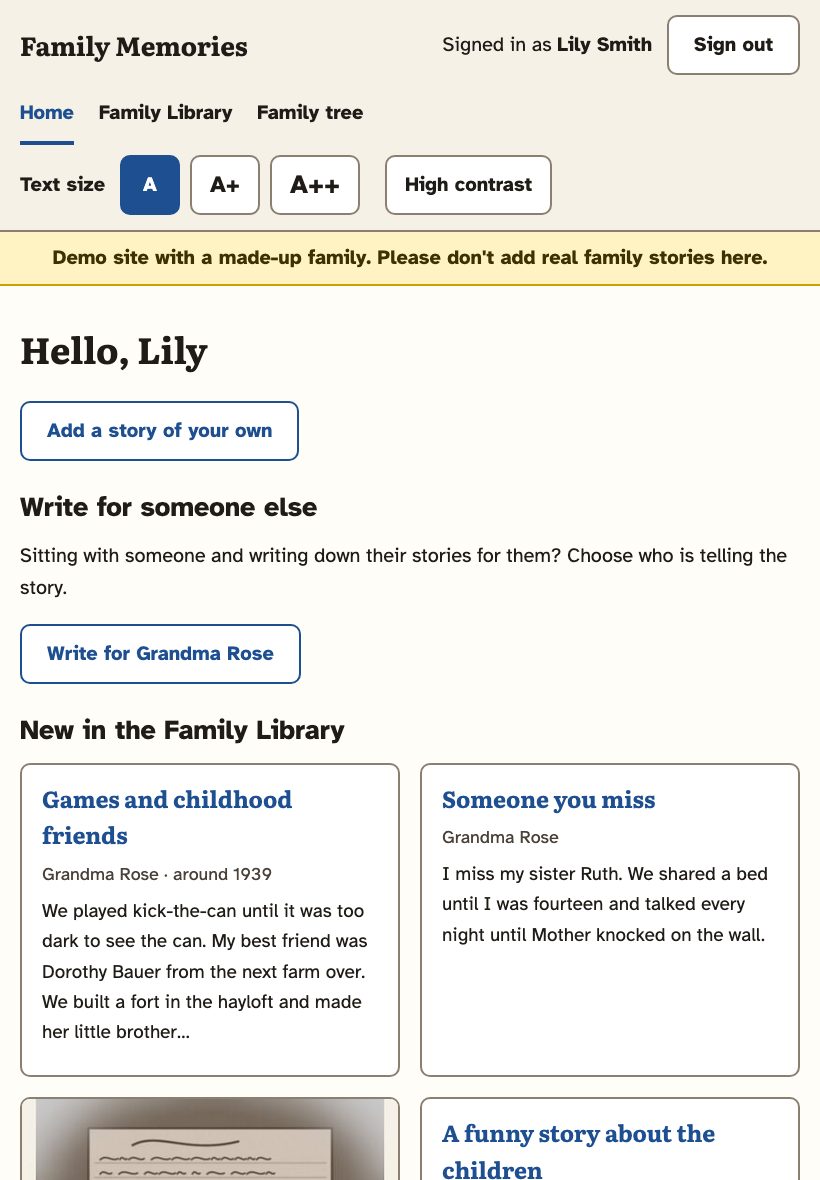 Family Memories
Signed in as Lily Smith
Sign out
Home
Family Library
Family tree
Text size
A
A+
A++
High contrast
Demo site with a made-up family. Please don't add real family stories here.
Hello, Lily
Add a story of your own
Write for someone else
Sitting with someone and writing down their stories for them? Choose who is telling the
story.
Write for Grandma Rose
New in the Family Library
Games and childhood
friends
Grandma Rose · around 1939
We played kick-the-can until it was too
dark to see the can. My best friend was
Dorothy Bauer from the next farm over.
We built a fort in the hayloft and made
her little brother...
Someone you miss
Grandma Rose
I miss my sister Ruth. We shared a bed
until I was fourteen and talked every
night until Mother knocked on the wall.
A funny story about the
children